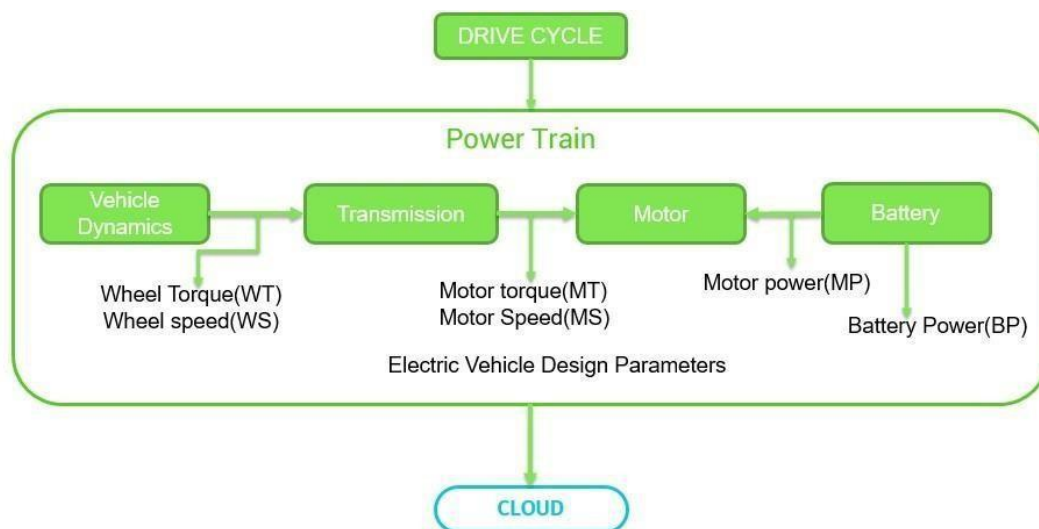 DRIVE CYCLE
Power Train
Vehicle
Dynamics
Transmission
Motor
Battery
Wheel Torque(WT)
Wheel speed(WS)
Motor torque(MT)
Motor Speed(MS)
Motor power(MP)
Battery Power(BP)
Electric Vehicle Design Parameters
CLOUD